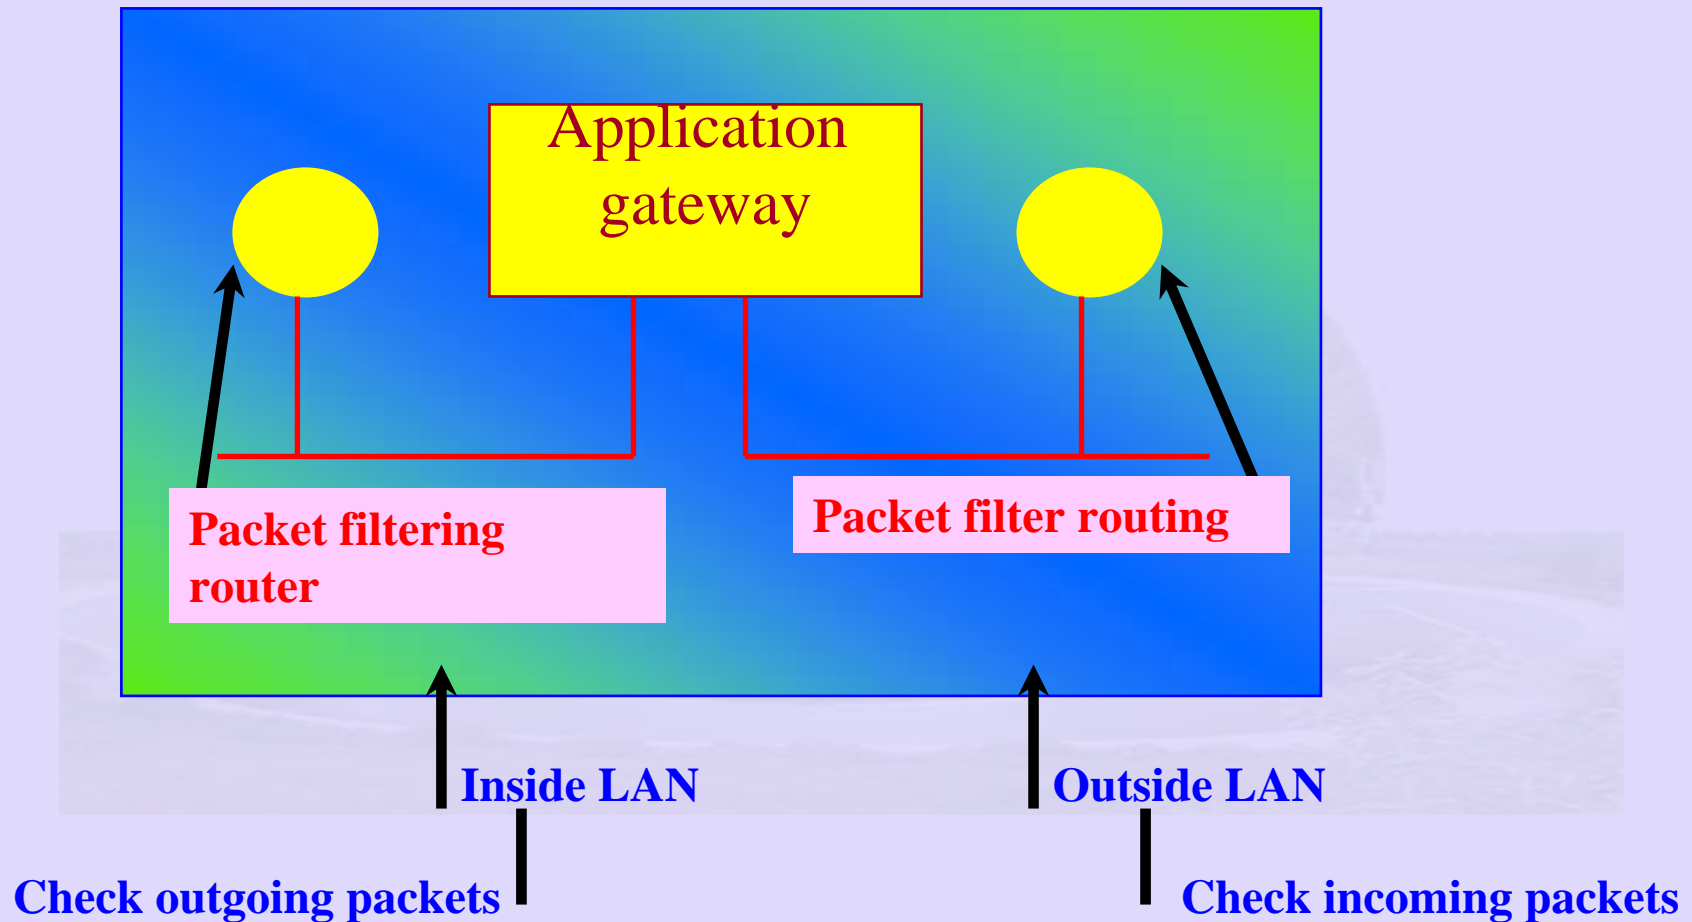 Application
gateway
Packet filtering
router
Packet filter routing
Inside LAN
Outside LAN
Check outgoing packets
Check incoming packets